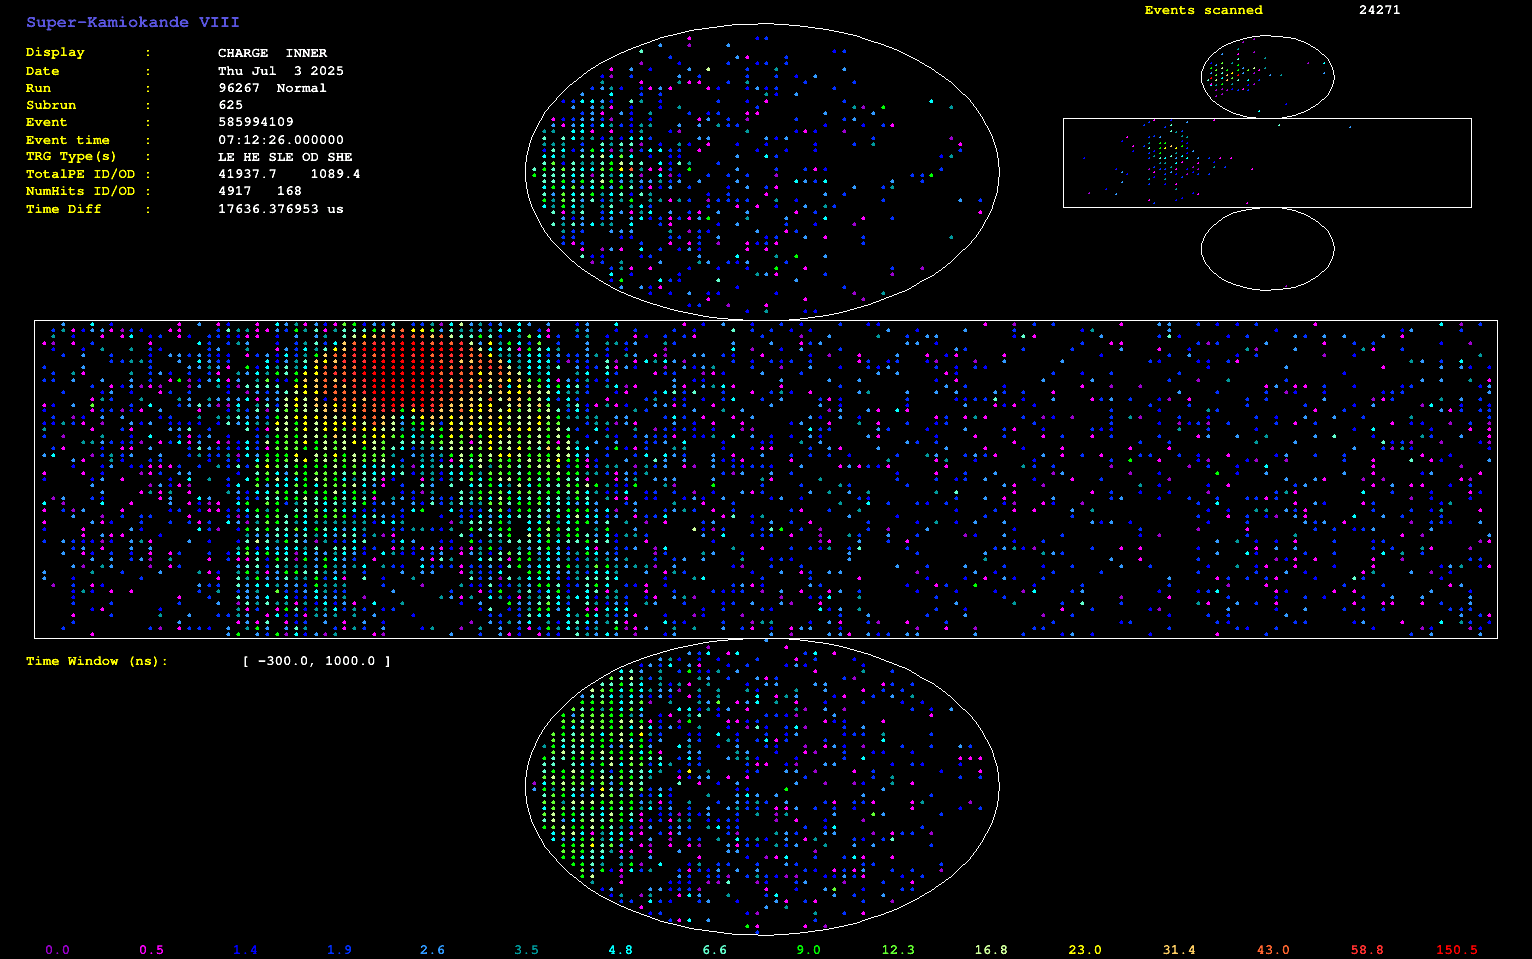 Super-Kamiokande VIII
Events scanned 24271
Display : CHARGE INNER
Date : Thu Jul 3 2025
Run : 96267 Normal
Subrun : 625
Event : 585994109
Event time : 07:12:26.000000
TRG Type(s) : LE HE SLE OD SHE
TotalPE ID/OD : 41937.7 1089.4
NumHits ID/OD : 4917 168
Time Diff : 17636.376953 us
Time Window (ns): [ -300.0, 1000.0 ]
0.0 0.5 1.4 1.9 2.6 3.5 4.8 6.6 9.0 12.3 16.8 23.0 31.4 43.0 58.8 150.5